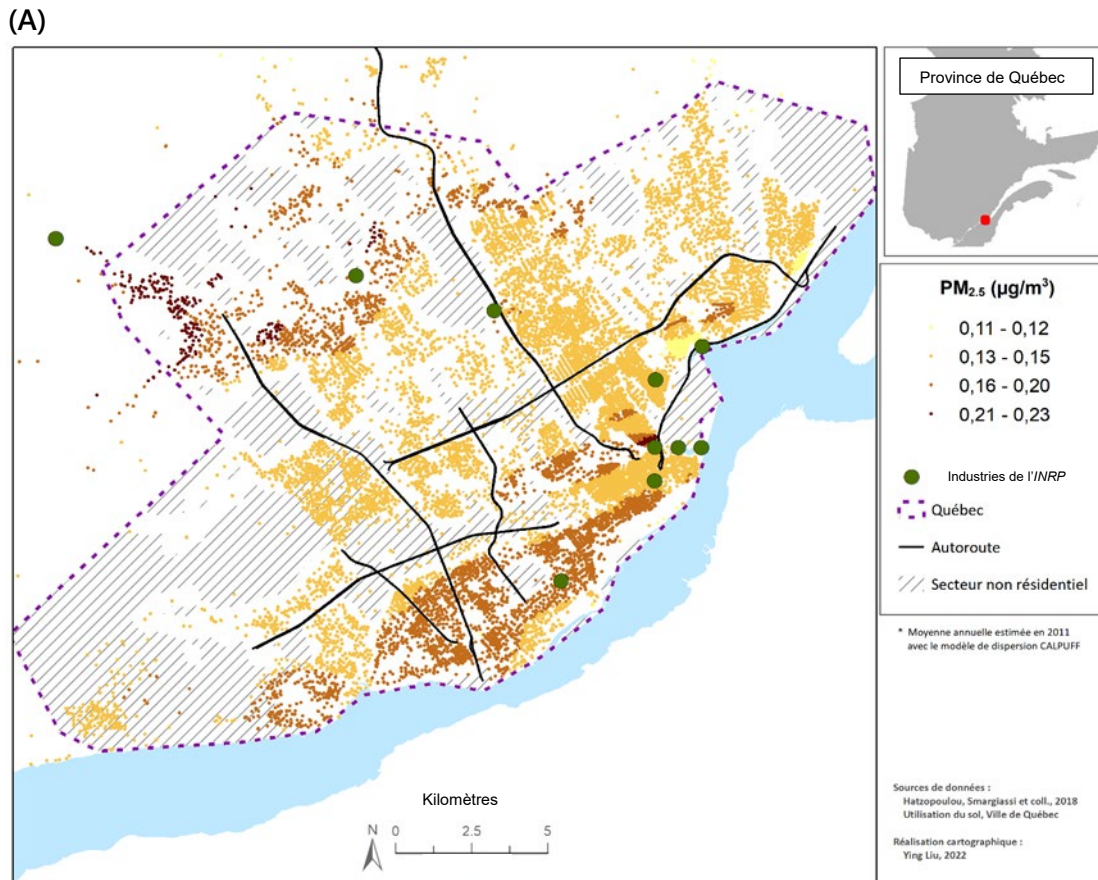 (A)
Province de Québec
PM2.5 (µg/m³)
0,11 - 0,12
0,13 - 0,15
0,16 - 0,20
0,21 - 0,23
Industries de l'INRP
Québec
Autoroute
Secteur non résidentiel
* Moyenne annuelle estimée en 2011
avec le modèle de dispersion CALPUFF
Sources de données :
Hatzopoulou, Smargiassi et coll., 2018
Utilisation du sol, Ville de Québec
Réalisation cartographique :
Ying Liu, 2022
Kilomètres
N
0 2.5 5